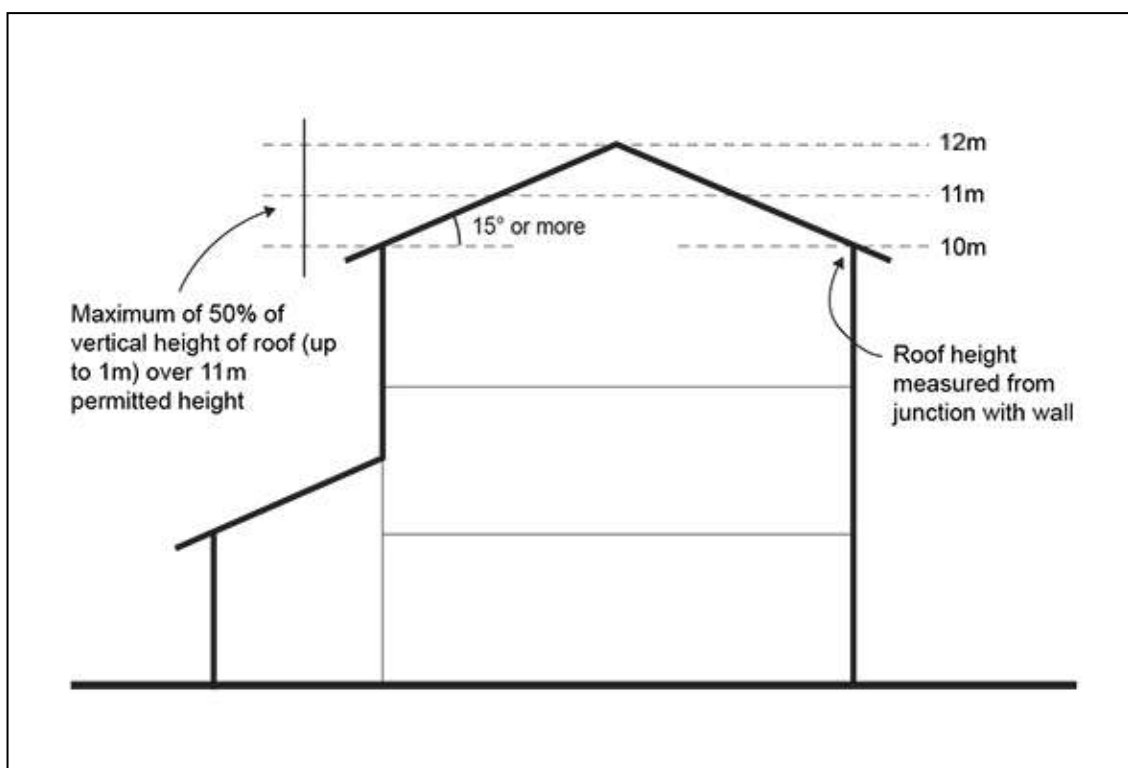 12m
11m
15° or more
10m
Maximum of 50% of
vertical height of roof (up
to 1m) over 11m
permitted height
Roof height
measured from
junction with wall